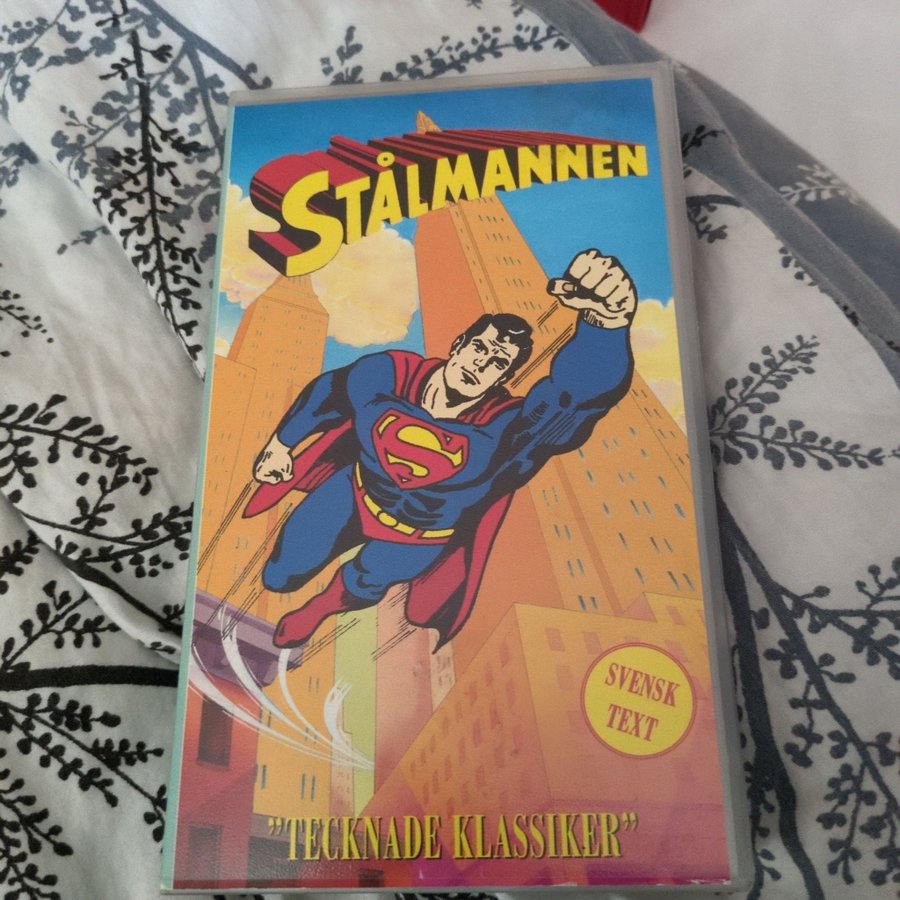 STÅLMANNEN
S
SVENSK
TEXT
”TECKNADE KLASSIKER”